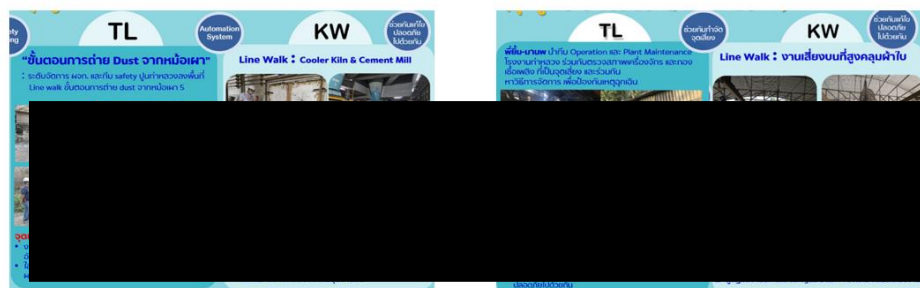 TL
Automation
System
KW
ช่วยกันแก้ไข
ปลอดภัย
ไปด้วยกัน
"ขั้นตอนการถ่าย Dust จากหม้อเผา"
: ระดับจัดการ ผจก. และทีม safety ปูนท่าหลวงลงพื้นที่
Line walk ขั้นตอนการถ่าย dust จากหม้อเผา 5
Line Walk : Cooler Kiln & Cement Mill
TL
ช่วยกันกำจัด
จุดเสี่ยง
KW
ช่วยกันแก้ไข
ปลอดภัย
ไปด้วยกัน
พี่ยิ้ม-มานพ นำทีม Operation และ Plant Maintenance
โรงงานท่าหลวง ร่วมกันตรวจสภาพเครื่องจักร และกอง
เชื้อเพลิง ที่เป็นจุดเสี่ยง และร่วมกัน
หาวิธีการจัดการ เพื่อป้องกันเหตุฉุกเฉิน
Line Walk : งานเสี่ยงบนที่สูงคลุมผ้าใบ
ปลอดภัยไปด้วยกัน